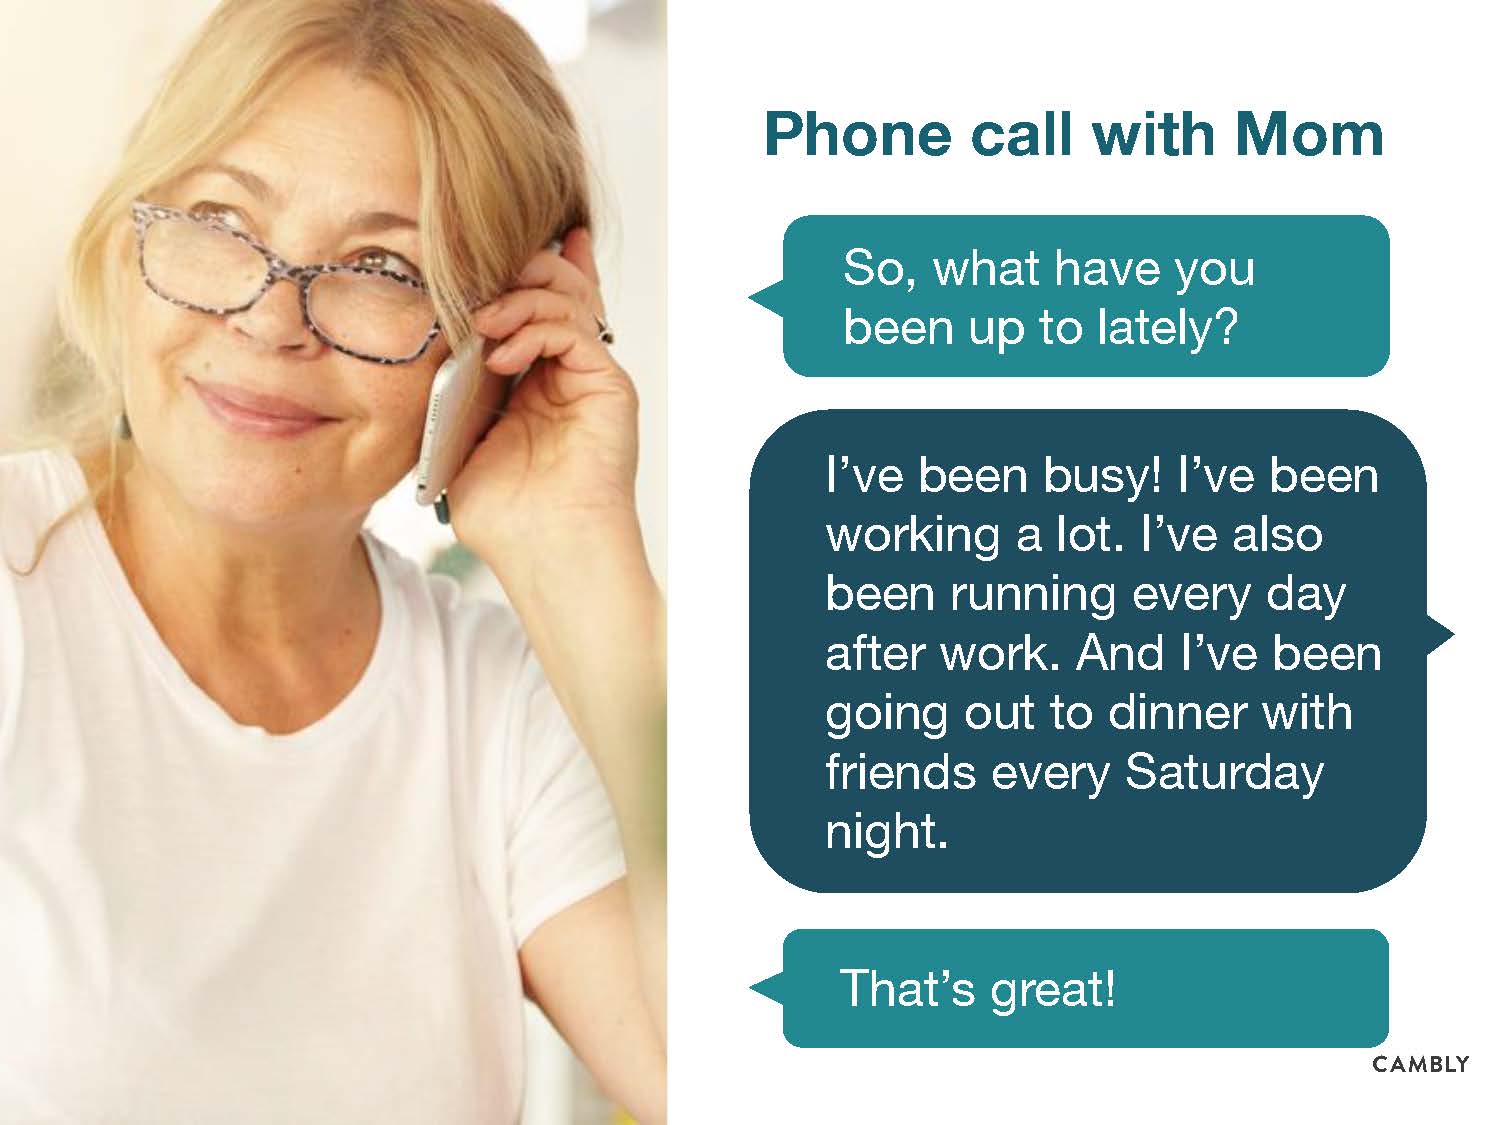 Phone call with Mom
So, what have you
been up to lately?
I’ve been busy! I’ve been
working a lot. I’ve also
been running every day
after work. And I’ve been
going out to dinner with
friends every Saturday
night.
That’s great!
CAMBLY